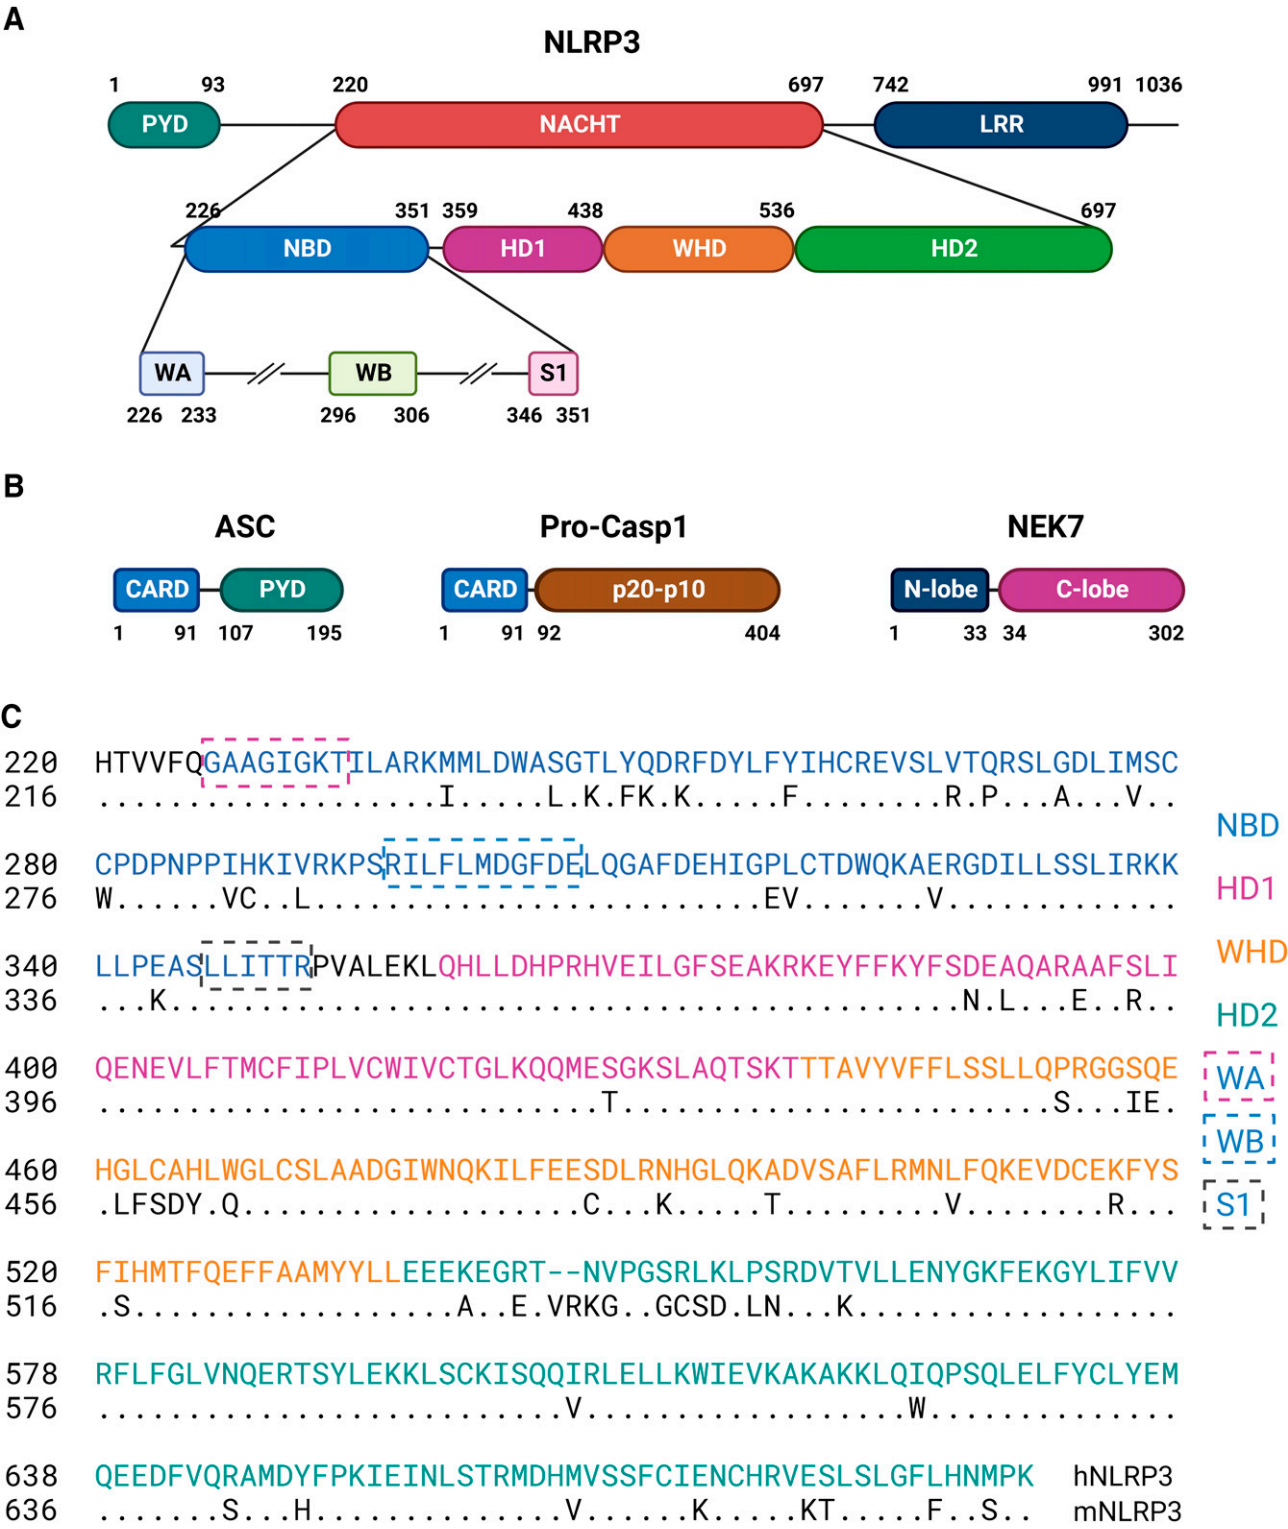 A
NLRP3
1 93 220 697 742 991 1036
PYD NACHT LRR
226 351 359 438 536 697
NBD HD1 WHD HD2
WA WB S1
226 233 296 306 346 351
B
ASC Pro-Casp1 NEK7
CARD PYD CARD p20-p10 N-lobe C-lobe
1 91 107 195 1 91 92 404 1 33 34 302
C
220 HTVVFQGAAGIGKTILARKMMLDWASGTLYQDRFDYLFYIHCREVSLVTQRSLGDLIMSC
216 ...................I.....L.K.FK.K.....F........R.P...A...V..
280 CPDPNPPIHKIVRKPSRILFLMDGFDELQGAFDEHIGPLCTDWQKAERGDILLSSLIRKK
276 W......VC..L.........................EV.......V.............
340 LLPEASLLITTRPVALEKLQHLLDHPRHVEILGFSEAKRKEYFFKYFSDEAQARAAFSLI
336 ...K............................................N.L...E..R..
400 QENEVLFTMCFIPLVCWIVCTGLKQQMESGKSLAQTSKTTTAVYVFFLSSLLQPRGGSQE
396 ............................T........................S...IE.
460 HGLCAHLWGLCSLAADGIWNQKILFEESDLRNHGLQKADVSAFLRMNLFQKEVDCEKFYS
456 .LFSDY.Q...................C...K.....T.........V........R...
520 FIHMTFQEFFAAMYYLLEEEKEGRT--NVPGSRLKLPSRDVTVLLENYGKFEKGYLIFVV
516 .S..................A..E.VRKG..GCSD.LN...K..................
578 RFLFGLVNQERTSYLEKKLSCKISQQIRLELLKWIEVKAKAKKLQIQPSQLELFYCLYEM
576 ..........................V..................W..............
638 QEEDFVQRAMDYFPKIEINLSTRMDHMVSSFCIENCHRVESLSLGFLHNMPK hNLRP3
636 .......S...H..............V......K.....KT.....F..S.. mNLRP3
NBD
HD1
WHD
HD2
WA
WB
S1